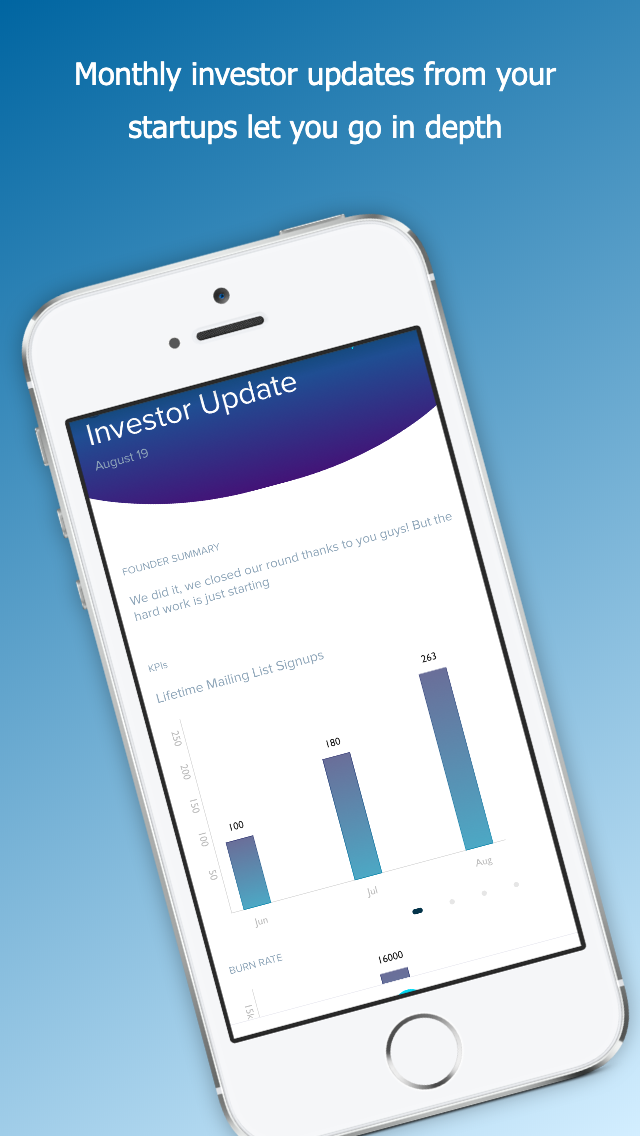 Monthly investor updates from your
startups let you go in depth
Investor Update
August 19
FOUNDER SUMMARY
We did it, we closed our round thanks to you guys! But the
hard work is just starting
KPIs
Lifetime Mailing List Signups
250
200
150
100
50
100
180
263
Jun
Jul
Aug
BURN RATE
16000
15k